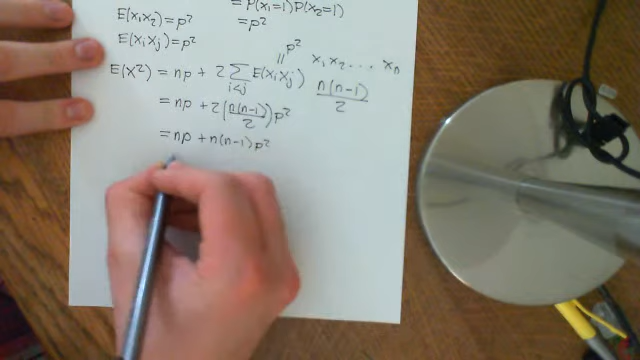 = P(x₁=1)P(x₂=1)
E(x₁x₂) = p²
= p²
E(xᵢxⱼ) = p²
p²
x₁ x₂ ... xₙ
E(x²) = np + 2 ∑ i<j E(xᵢxⱼ)
n(n-1)/2
= np + 2(n(n-1)/2)p²
= np + n(n-1)p²